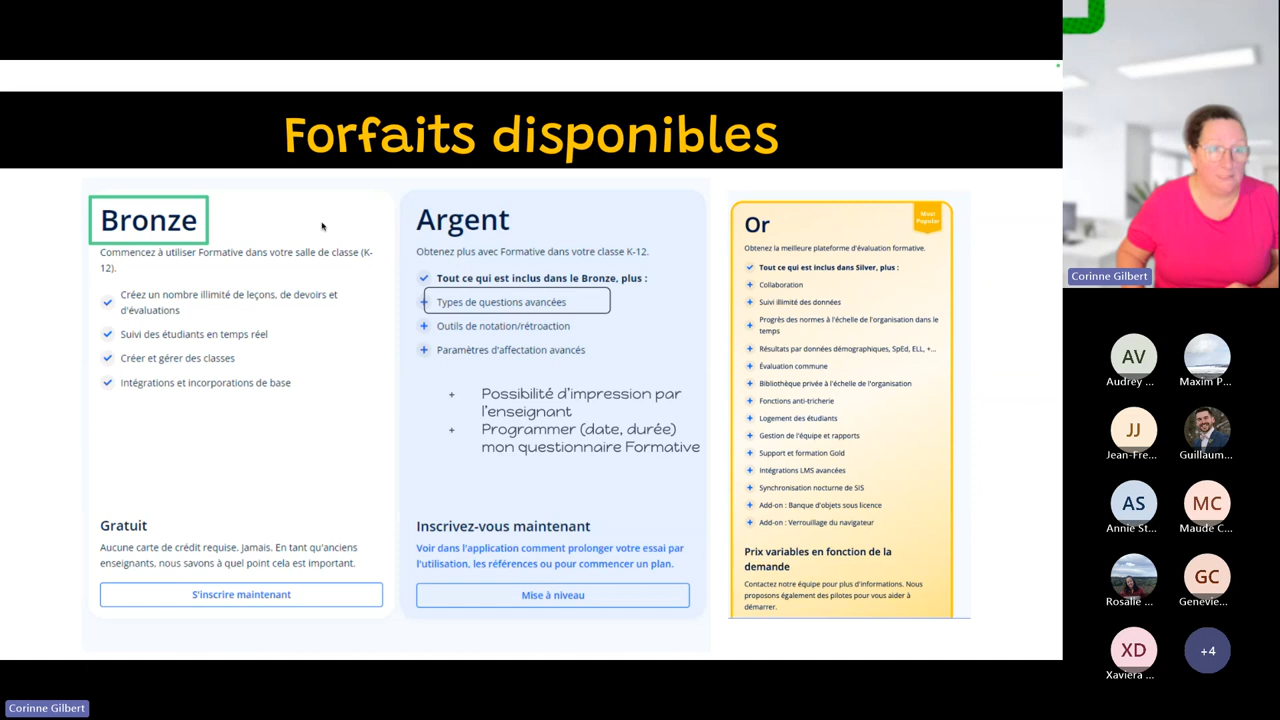 Forfaits disponibles
Bronze
Commencez à utiliser Formative dans votre salle de classe (K-
12).
Créez un nombre illimité de leçons, de devoirs et
d'évaluations
Suivi des étudiants en temps réel
Créer et gérer des classes
Intégrations et incorporations de base
Gratuit
Aucune carte de crédit requise. Jamais. En tant qu'anciens
enseignants, nous savons à quel point cela est important.
S'inscrire maintenant
Argent
Obtenez plus avec Formative dans votre classe K-12.
Tout ce qui est inclus dans le Bronze, plus :
+ Types de questions avancées
+ Outils de notation/rétroaction
+ Paramètres d'affectation avancés
+ Possibilité d'impression par
l'enseignant
+ Programmer (date, durée)
mon questionnaire Formative
Inscrivez-vous maintenant
Voir dans l'application comment prolonger votre essai par
l'utilisation, les références ou pour commencer un plan.
Mise à niveau
Most
Popular
Or
Obtenez la meilleure plateforme d'évaluation formative.
Tout ce qui est inclus dans Silver, plus :
+ Collaboration
+ Suivi illimité des données
+ Progrès des normes à l'échelle de l'organisation dans le
temps
+ Résultats par données démographiques, SpEd, ELL, +...
+ Évaluation commune
+ Bibliothèque privée à l'échelle de l'organisation
+ Fonctions anti-tricherie
+ Logement des étudiants
+ Gestion de l'équipe et rapports
+ Support et formation Gold
+ Intégrations LMS avancées
+ Synchronisation nocturne de SIS
+ Add-on : Banque d'objets sous licence
+ Add-on : Verrouillage du navigateur
Prix variables en fonction de la
demande
Contactez notre équipe pour plus d'informations. Nous
proposons également des pilotes pour vous aider à
démarrer.
Corinne Gilbert
AV
Audrey ...
Maxim P...
JJ
Jean-Fre...
Guillaum...
AS
Annie St...
MC
Maude C...
Rosalie ...
GC
Genevie...
XD
Xaviera ...
+4
Corinne Gilbert